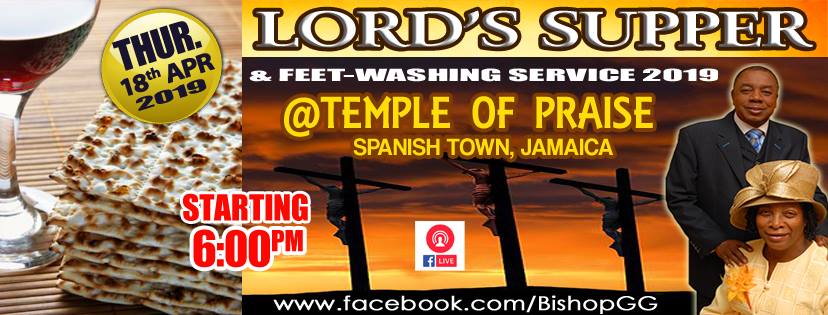 THUR.
18th APR
2019
LORD'S SUPPER
& FEET-WASHING SERVICE 2019
@TEMPLE OF PRAISE
SPANISH TOWN, JAMAICA
STARTING
6:00PM
f LIVE
www.facebook.com/BishopGG